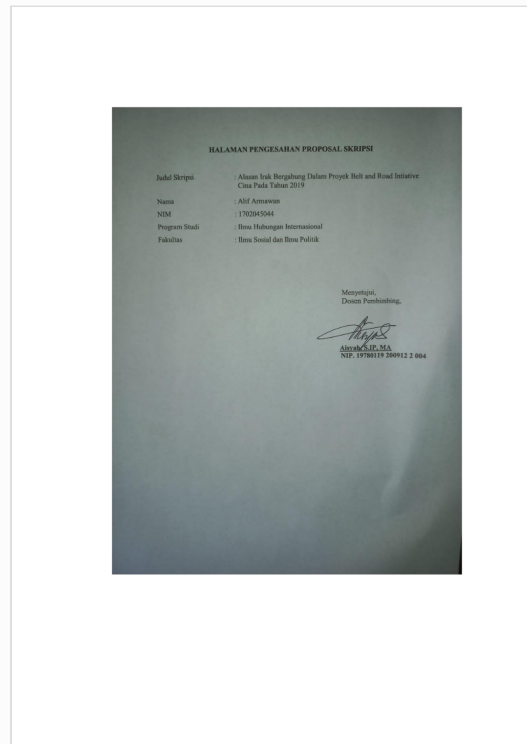 HALAMAN PENGESAHAN PROPOSAL SKRIPSI
Judul Skripsi : Alasan Irak Bergabung Dalam Proyek Belt and Road Intiative
Cina Pada Tahun 2019
Nama : Alif Armawan
NIM : 1702045044
Program Studi : Ilmu Hubungan Internasional
Fakultas : Ilmu Sosial dan Ilmu Politik
Menyetujui,
Dosen Pembimbing,
Aisyah, S.IP, MA
NIP. 19780119 200912 2 004